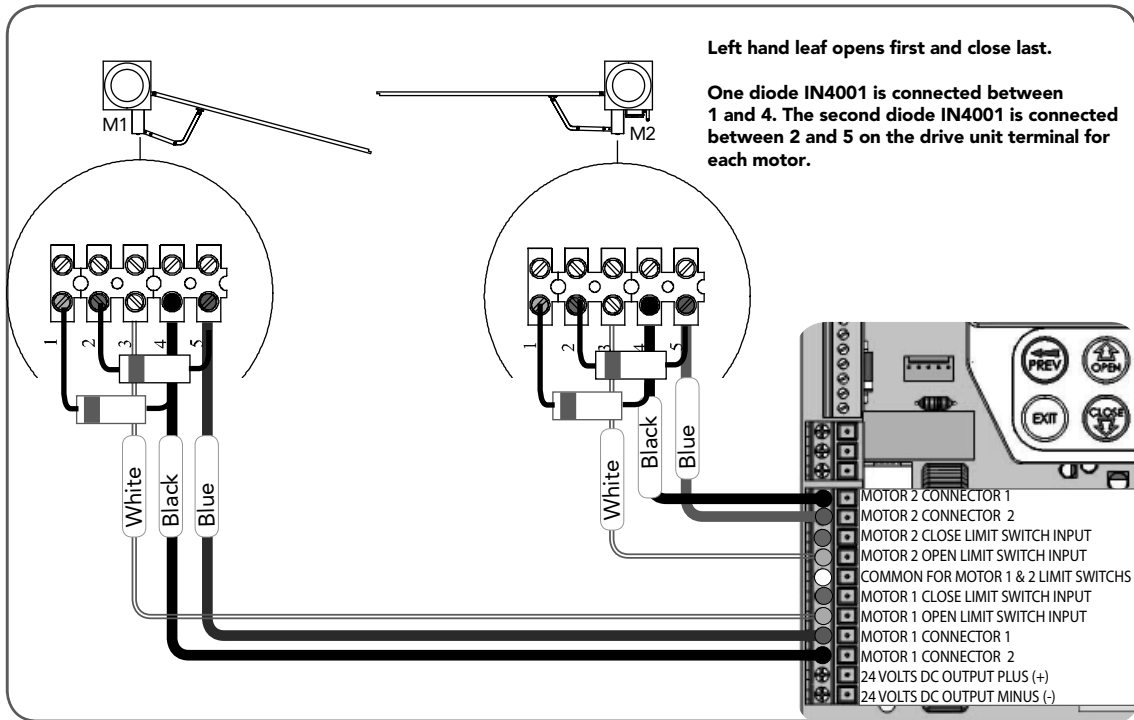 Left hand leaf opens first and close last.
One diode IN4001 is connected between
1 and 4. The second diode IN4001 is connected
between 2 and 5 on the drive unit terminal for
each motor.
M1
M2
1
2
3
4
5
1
2
3
4
5
White
Black
Blue
White
Black
Blue
PREV
OPEN
EXIT
CLOSE
MOTOR 2 CONNECTOR 1
MOTOR 2 CONNECTOR 2
MOTOR 2 CLOSE LIMIT SWITCH INPUT
MOTOR 2 OPEN LIMIT SWITCH INPUT
COMMON FOR MOTOR 1 & 2 LIMIT SWITCHS
MOTOR 1 CLOSE LIMIT SWITCH INPUT
MOTOR 1 OPEN LIMIT SWITCH INPUT
MOTOR 1 CONNECTOR 1
MOTOR 1 CONNECTOR 2
24 VOLTS DC OUTPUT PLUS (+)
24 VOLTS DC OUTPUT MINUS (-)